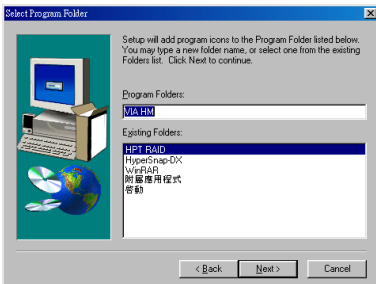 Select Program Folder
Setup will add program icons to the Program Folder listed below.
You may type a new folder name, or select one from the existing
Folders list. Click Next to continue.
Program Folders:
VIA HM
Existing Folders:
HPT RAID
HyperSnap-DX
WinRAR
附屬應用程式
啓動
< Back
Next >
Cancel